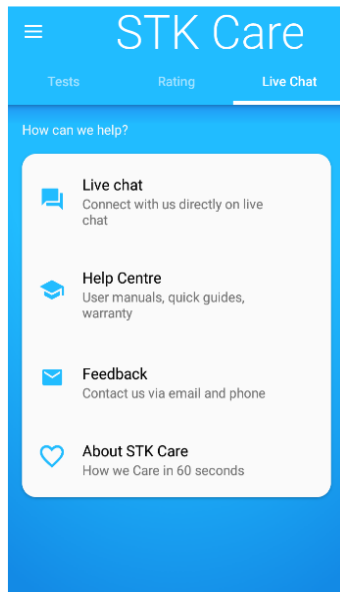 STK Care
Tests
Rating
Live Chat
How can we help?
Live chat
Connect with us directly on live
chat
Help Centre
User manuals, quick guides,
warranty
Feedback
Contact us via email and phone
About STK Care
How we Care in 60 seconds